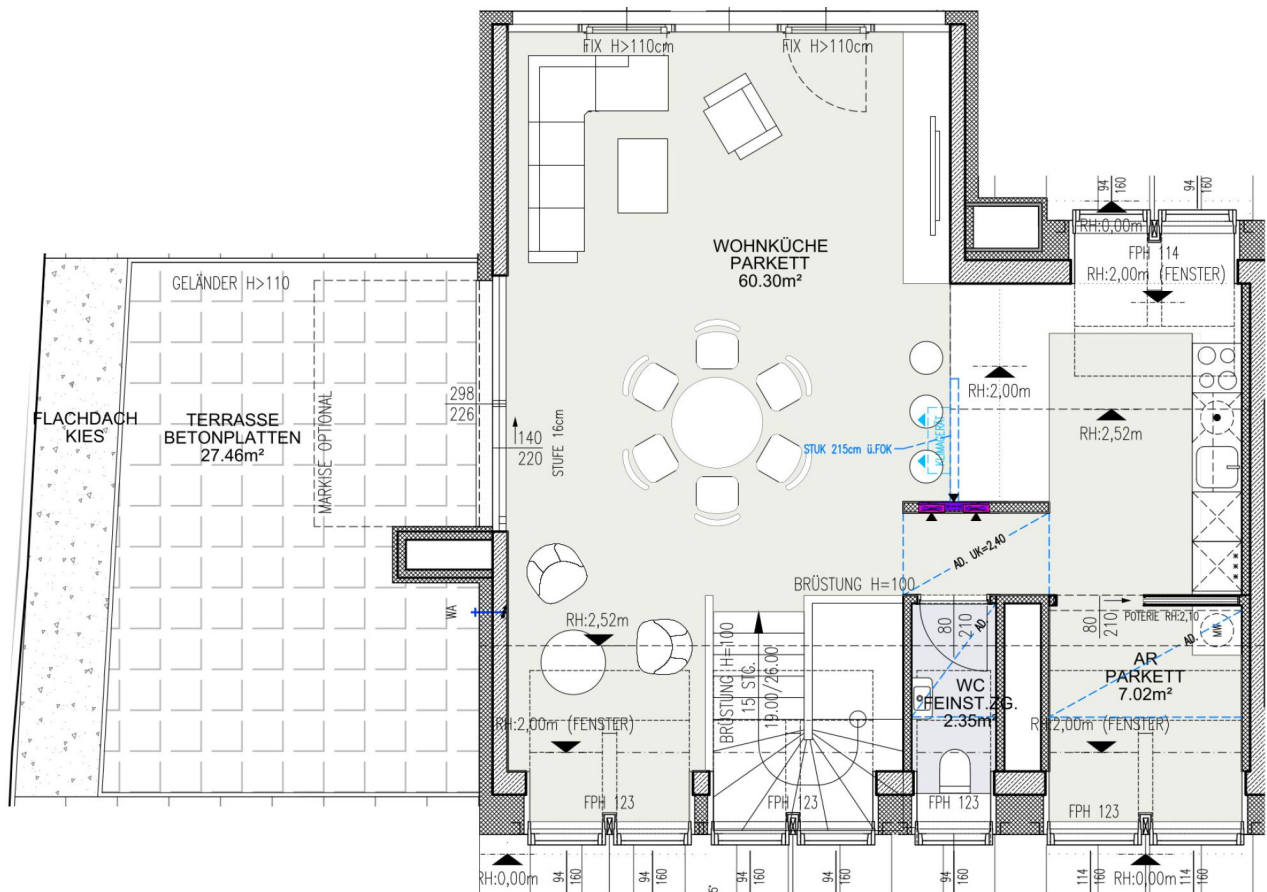 FIX H>110cm
FIX H>110cm
94
160
94
160
RH:0,00m
FPH 114
RH:2,00m (FENSTER)
WOHNKÜCHE
PARKETT
60.30m²
GELÄNDER H>110
MARKISE OPTIONAL
298
226
140
220
STUFE 16cm
FLACHDACH
KIES
TERRASSE
BETONPLATTEN
27.46m²
RH:2,00m
RH:2,52m
STUK 215cm ü.FOK
KLIMAGERÄT
AD. UK=2,40
BRÜSTUNG H=100
WA
RH:2,52m
BRÜSTUNG H=100
15 STG.
19.00/26.00
80
210
AD.
80
210
POTERIE RH:2,10
AD.
MW
WC
FEINST.ZG.
2.35m²
AR
PARKETT
7.02m²
RH:2,00m (FENSTER)
RH:2,00m (FENSTER)
FPH 123
FPH 123
FPH 123
FPH 123
RH:0,00m
94
160
94
160
94
160
94
160
94
160
114
160
RH:0,00m
114
160